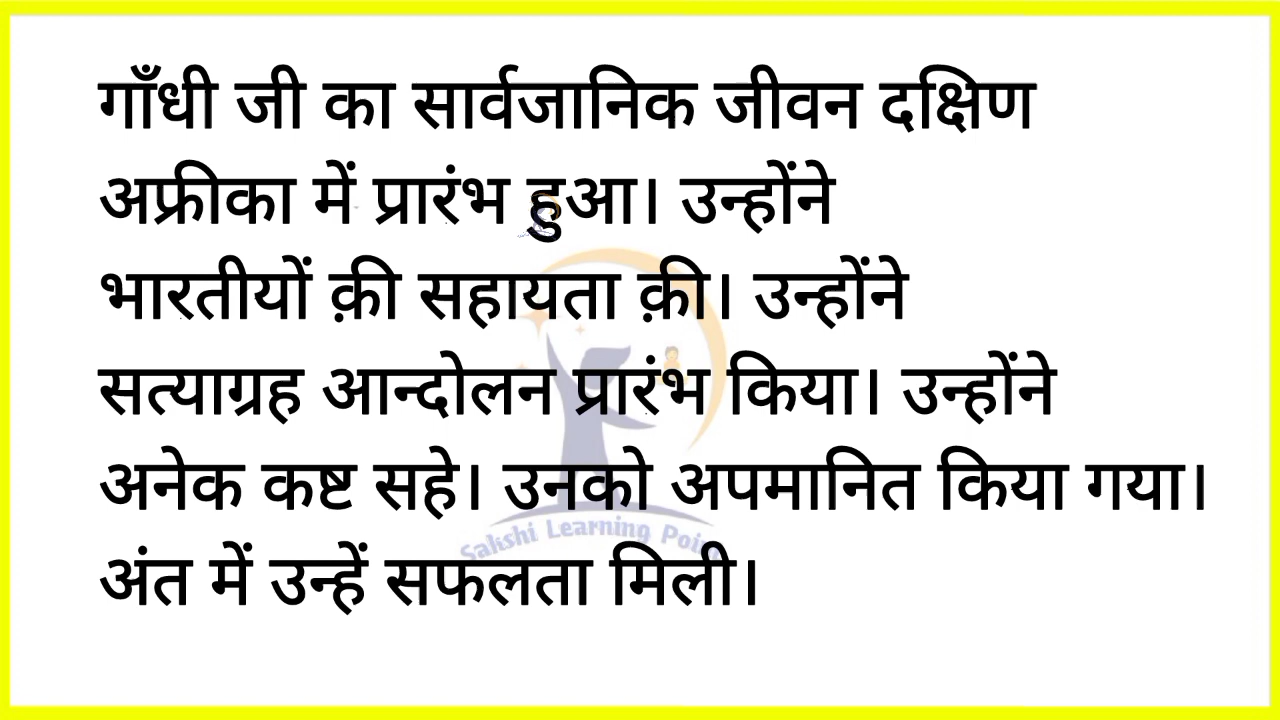 गाँधी जी का सार्वजानिक जीवन दक्षिण
अफ्रीका में प्रारंभ हुआ। उन्होंने
भारतीयों क़ी सहायता क़ी। उन्होंने
सत्याग्रह आन्दोलन प्रारंभ किया। उन्होंने
अनेक कष्ट सहे। उनको अपमानित किया गया।
Sakshi Learning Point
अंत में उन्हें सफलता मिली।